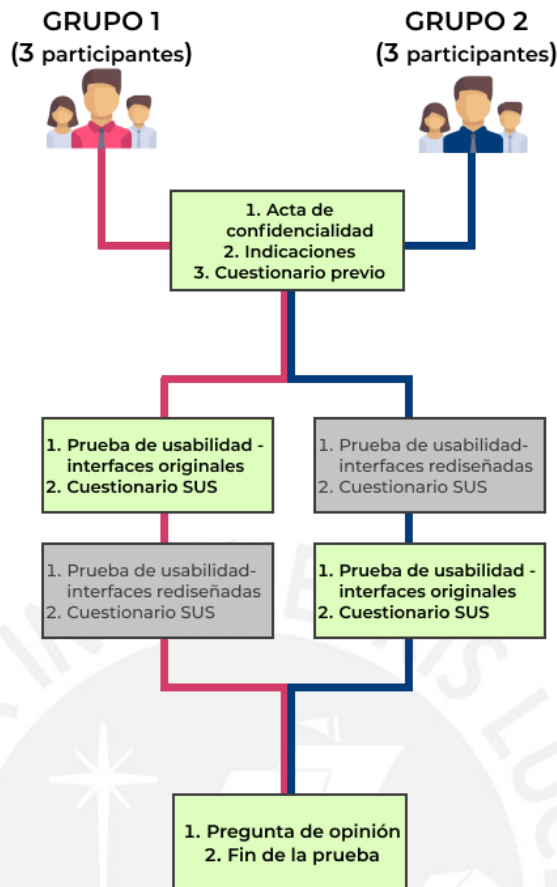 GRUPO 1
(3 participantes)
GRUPO 2
(3 participantes)
1. Acta de
confidencialidad
2. Indicaciones
3. Cuestionario previo
1. Prueba de usabilidad -
interfaces originales
2. Cuestionario SUS
1. Prueba de usabilidad-
interfaces rediseñadas
2. Cuestionario SUS
1. Prueba de usabilidad-
interfaces rediseñadas
2. Cuestionario SUS
1. Prueba de usabilidad -
interfaces originales
2. Cuestionario SUS
1. Pregunta de opinión
2. Fin de la prueba